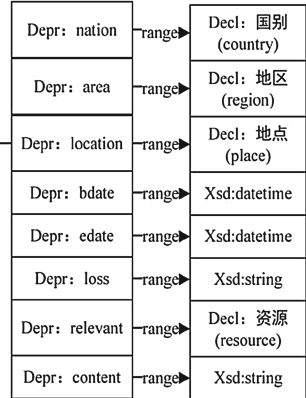 Depr：nation range Decl：国别
(country)
Depr：area range Decl：地区
(region)
Depr：location range Decl：地点
(place)
Depr：bdate range Xsd:datetime
Depr：edate range Xsd:datetime
Depr：loss range Xsd:string
Depr：relevant range Decl：资源
(resource)
Depr：content range Xsd:string